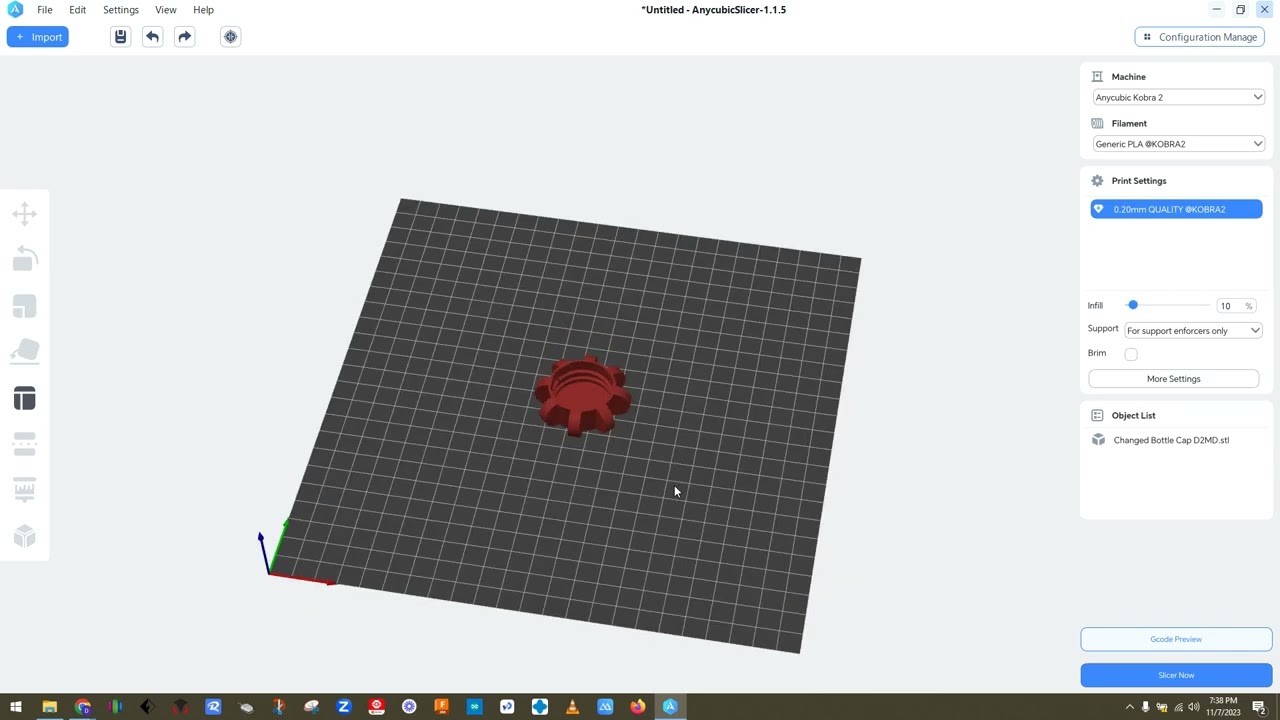 File Edit Settings View Help
*Untitled - AnycubicSlicer-1.1.5
Import
Configuration Manage
Machine
Anycubic Kobra 2
Filament
Generic PLA @KOBRA2
Print Settings
0.20mm QUALITY @KOBRA2
Infill 10 %
Support For support enforcers only
Brim
More Settings
Object List
Changed Bottle Cap D2MD.stl
Gcode Preview
Slicer Now
7:38 PM
11/7/2023